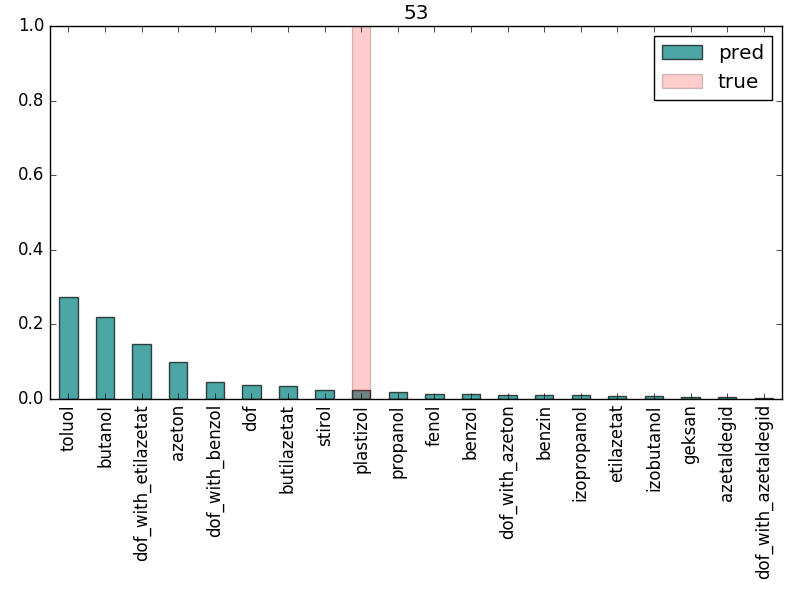 53
1.0
0.8
0.6
0.4
0.2
0.0
pred
true
toluol
butanol
dof_with_etilazetat
azeton
dof_with_benzol
dof
butilazetat
stirol
plastizol
propanol
fenol
benzol
dof_with_azeton
benzin
izopropanol
etilazetat
izobutanol
geksan
azetaldegid
dof_with_azetaldegid